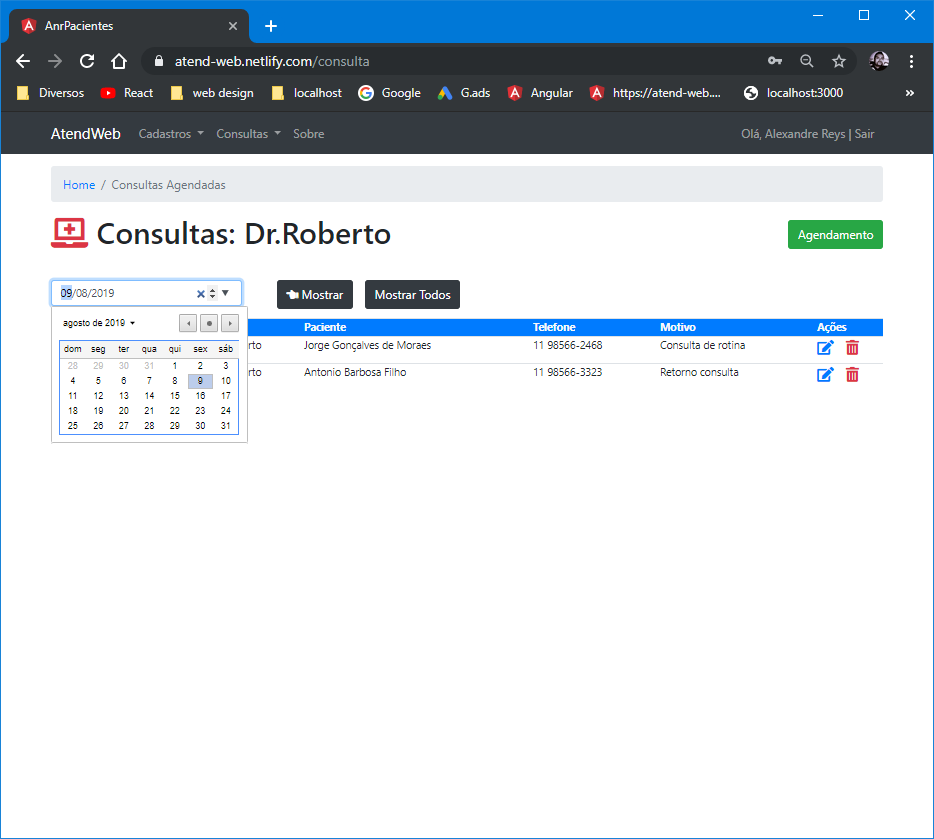 AnrPacientes
atend-web.netlify.com/consulta
Diversos React web design localhost Google G.ads Angular https://atend-web.... localhost:3000 »
AtendWeb Cadastros Consultas Sobre Olá, Alexandre Reys | Sair
Home / Consultas Agendadas
Consultas: Dr.Roberto Agendamento
09/08/2019 Mostrar Mostrar Todos
agosto de 2019
dom seg ter qua qui sex sáb
28 29 30 31 1 2 3
4 5 6 7 8 9 10
11 12 13 14 15 16 17
18 19 20 21 22 23 24
25 26 27 28 29 30 31
Paciente Telefone Motivo Ações
erto Jorge Gonçalves de Moraes 11 98566-2468 Consulta de rotina
erto Antonio Barbosa Filho 11 98566-3323 Retorno consulta